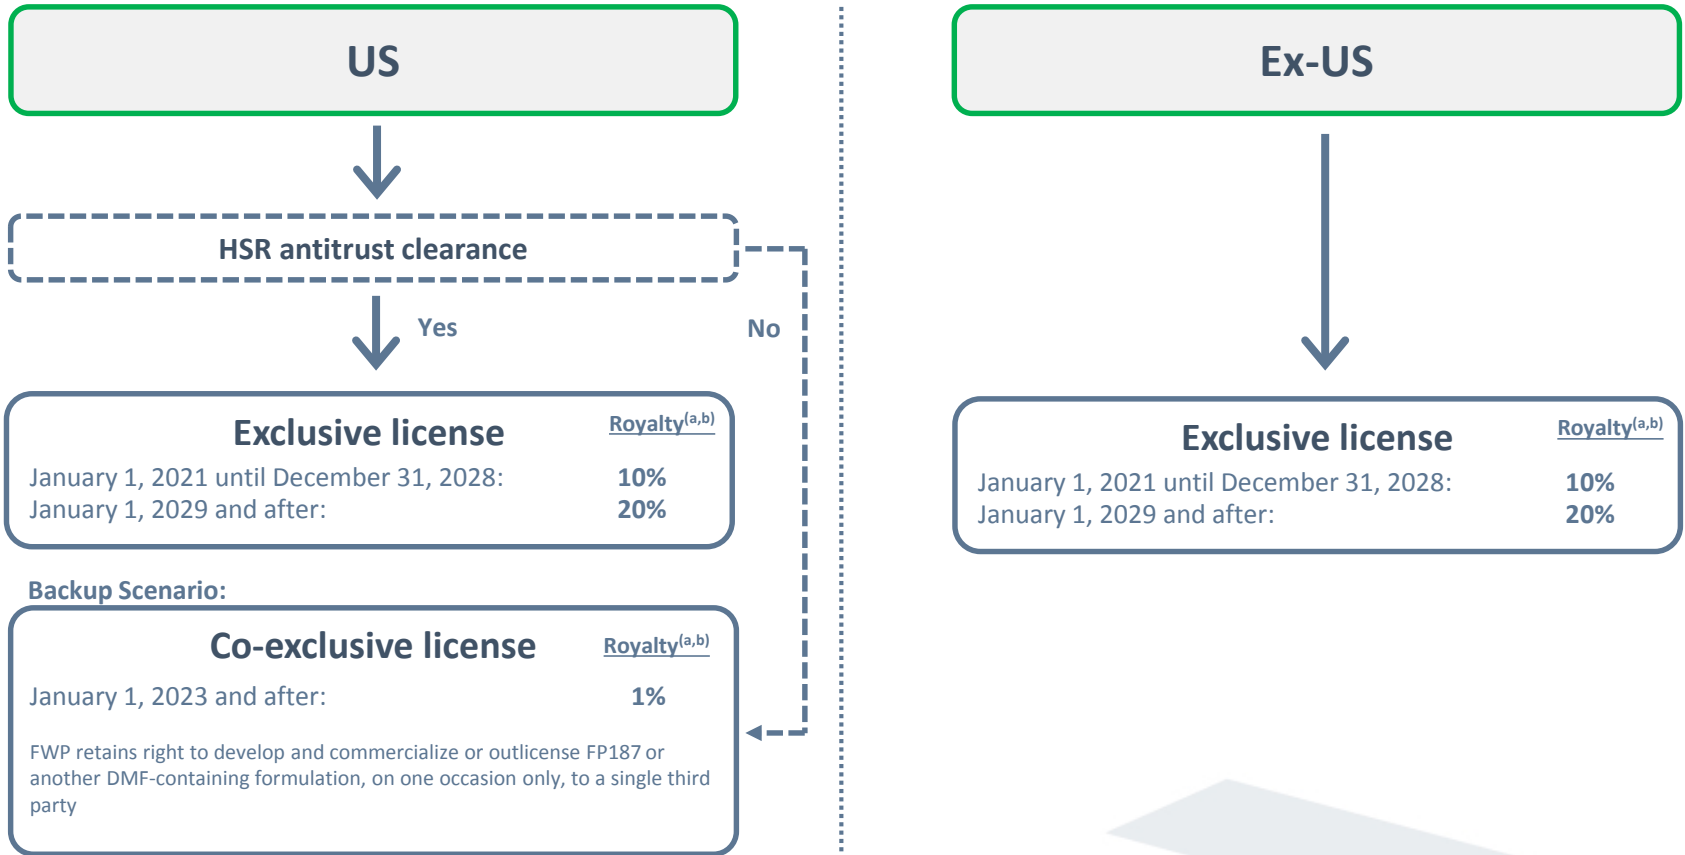 US
HSR antitrust clearance
Yes
No
Exclusive license
Royalty(a,b)
January 1, 2021 until December 31, 2028: 10%
January 1, 2029 and after: 20%
Backup Scenario:
Co-exclusive license
Royalty(a,b)
January 1, 2023 and after: 1%
FWP retains right to develop and commercialize or outlicense FP187 or
another DMF-containing formulation, on one occasion only, to a single third
party
Ex-US
Exclusive license
Royalty(a,b)
January 1, 2021 until December 31, 2028: 10%
January 1, 2029 and after: 20%